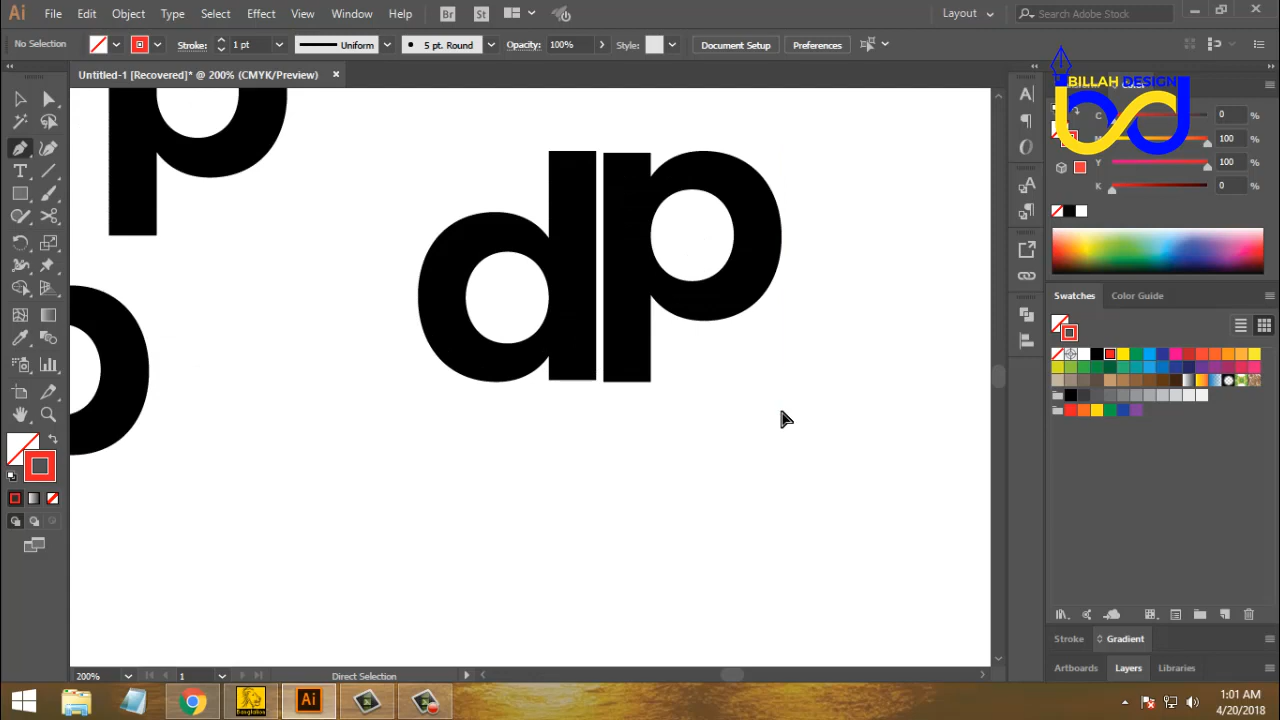 Ai File Edit Object Type Select Effect View Window Help Br St Layout Search Adobe Stock
No Selection Stroke: 1 pt Uniform 5 pt. Round Opacity: 100% Style: Document Setup Preferences
Untitled-1 [Recovered]* @ 200% (CMYK/Preview)
BILLAH DESIGN
bd
C 0 %
M 100 %
Y 100 %
K 0 %
p
dp
Swatches Color Guide
Stroke Gradient
Artboards Layers Libraries
200% 1 Direct Selection
Ai
1:01 AM
4/20/2018